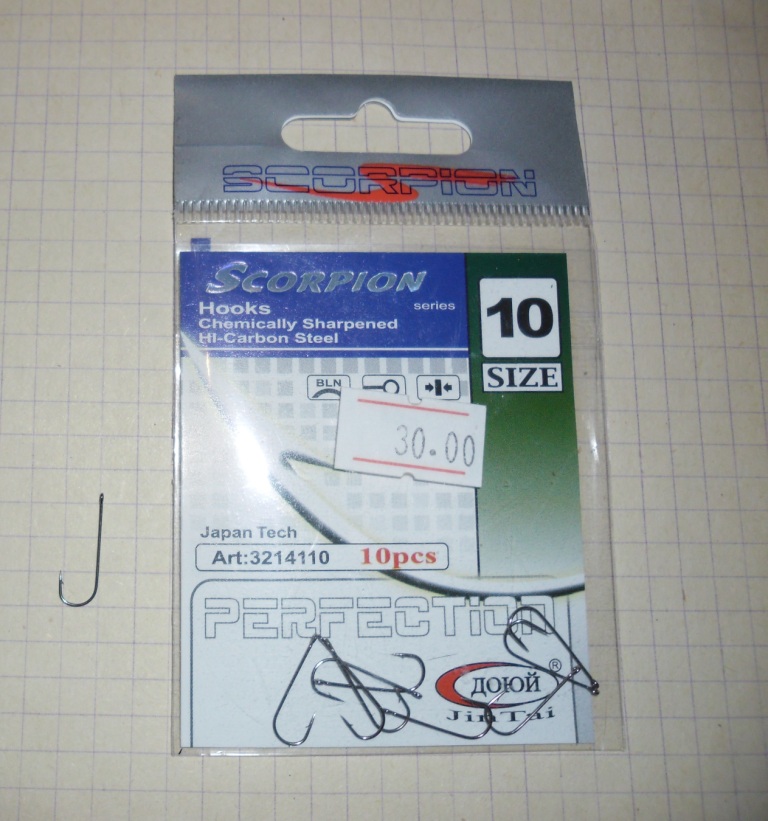 SCORPION
SCORPION
series
Hooks
Chemically Sharpened
HI-Carbon Steel
10
SIZE
BLN
30.00
Japan Tech
Art:3214110 10pcs
PERFECTION
ДОЮЙ ®
JinTai